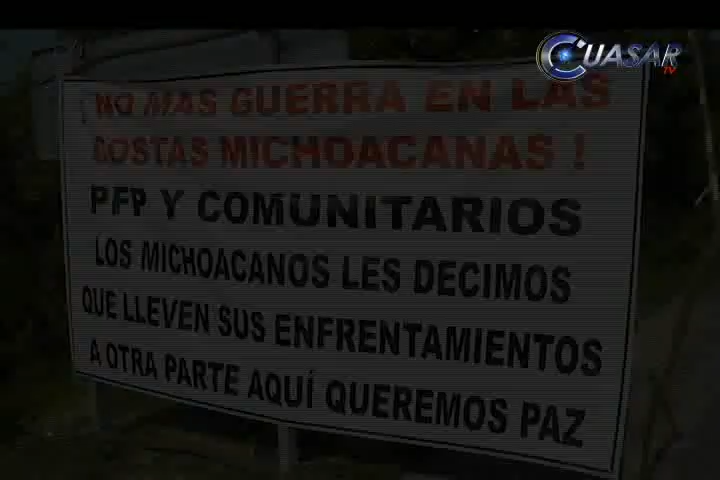 CUASAR
TV
¡NO MAS GUERRA EN LAS
COSTAS MICHOACANAS !
PFP Y COMUNITARIOS
LOS MICHOACANOS LES DECIMOS
QUE LLEVEN SUS ENFRENTAMIENTOS
A OTRA PARTE AQUÍ QUEREMOS PAZ